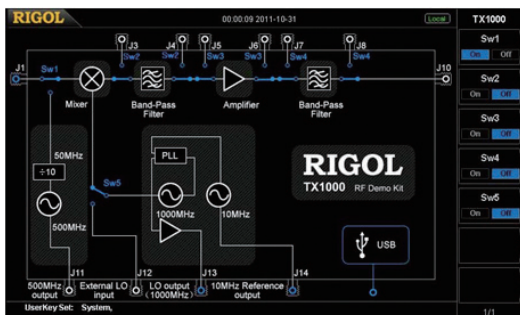 RIGOL
00:00:09 2011-10-31
Local
TX1000
J3
J4
J5
J6
J7
J8
Sw2
Sw2
Sw3
Sw3
Sw4
Sw4
J1
Sw1
J10
Mixer
Band-Pass
Filter
Amplifier
Band-Pass
Filter
50MHz
÷10
500MHz
Sw5
PLL
1000MHz
10MHz
RIGOL
TX1000 RF Demo Kit
USB
J11
J12
J13
J14
500MHz
output
External LO
input
LO output
(1000MHz)
10MHz Reference
output
UserKey Set: System,
Sw1
On Off
Sw2
On Off
Sw3
On Off
Sw4
On Off
Sw5
On Off
1/1